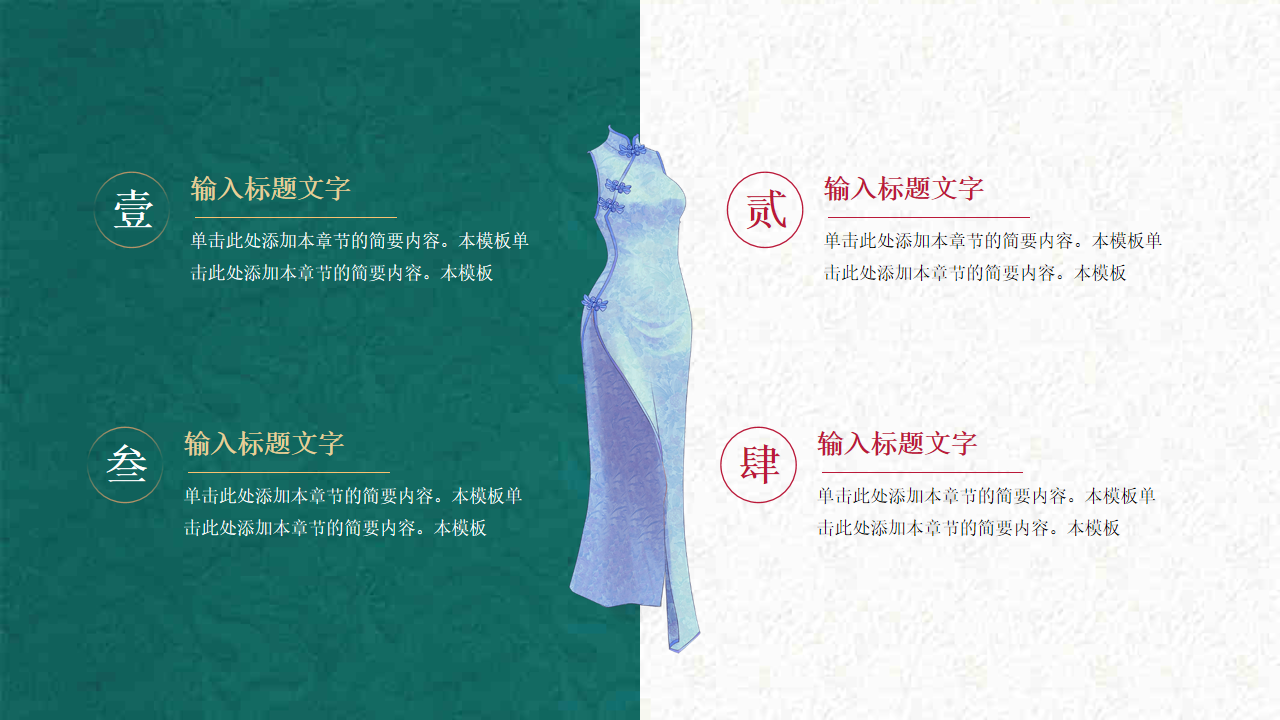 壹
输入标题文字
单击此处添加本章节的简要内容。本模板单
击此处添加本章节的简要内容。本模板
贰
输入标题文字
单击此处添加本章节的简要内容。本模板单
击此处添加本章节的简要内容。本模板
叁
输入标题文字
单击此处添加本章节的简要内容。本模板单
击此处添加本章节的简要内容。本模板
肆
输入标题文字
单击此处添加本章节的简要内容。本模板单
击此处添加本章节的简要内容。本模板